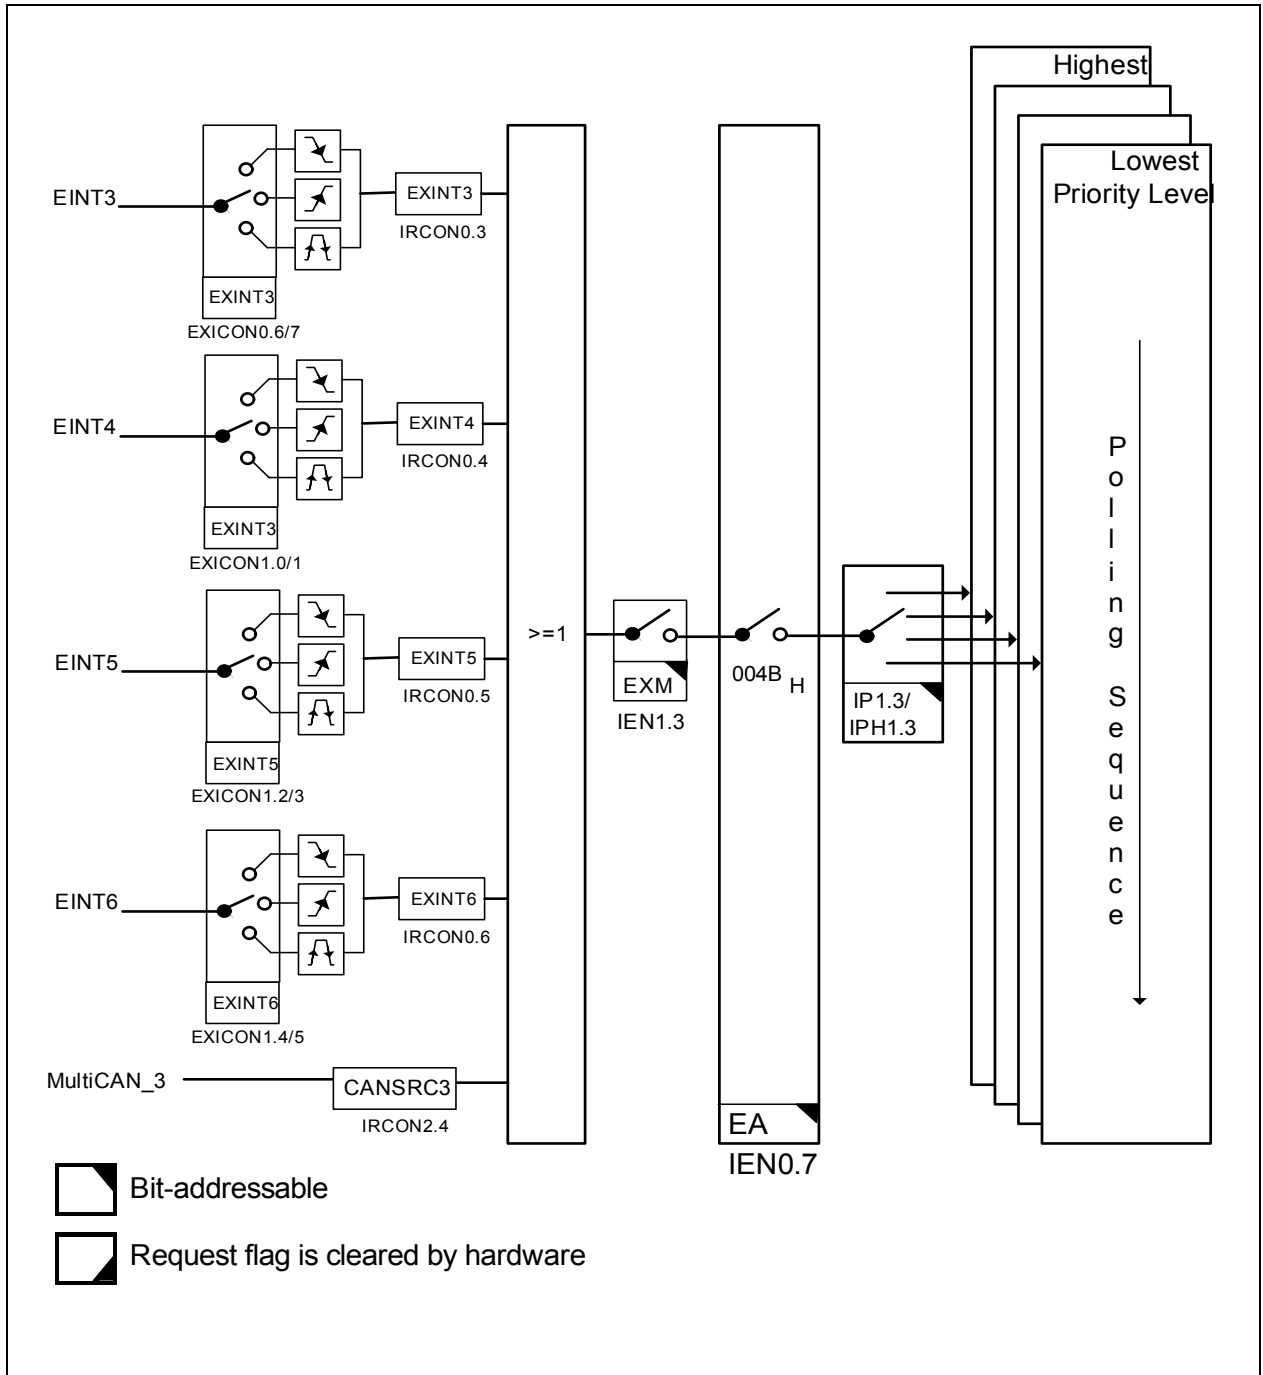 Highest
Lowest
Priority Level
EINT3
EXINT3
IRCON0.3
EXINT3
EXICON0.6/7
EINT4
EXINT4
IRCON0.4
EXINT3
EXICON1.0/1
EINT5
EXINT5
IRCON0.5
EXINT5
EXICON1.2/3
EINT6
EXINT6
IRCON0.6
EXINT6
EXICON1.4/5
MultiCAN_3
CANSRC3
IRCON2.4
>=1
EXM
IEN1.3
004B H
EA
IEN0.7
IP1.3/
IPH1.3
Polling Sequence
Bit-addressable
Request flag is cleared by hardware